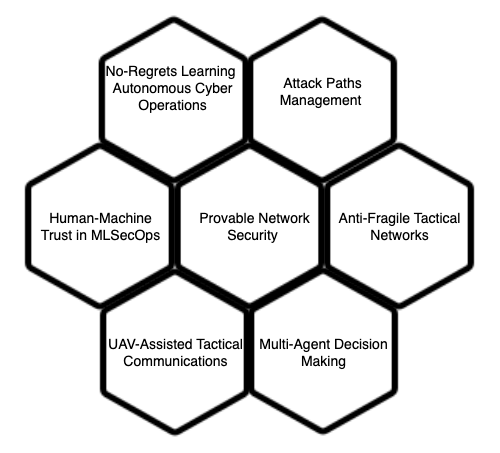 No-Regrets Learning
Autonomous Cyber
Operations
Attack Paths
Management
Human-Machine
Trust in MLSecOps
Provable Network
Security
Anti-Fragile Tactical
Networks
UAV-Assisted Tactical
Communications
Multi-Agent Decision
Making